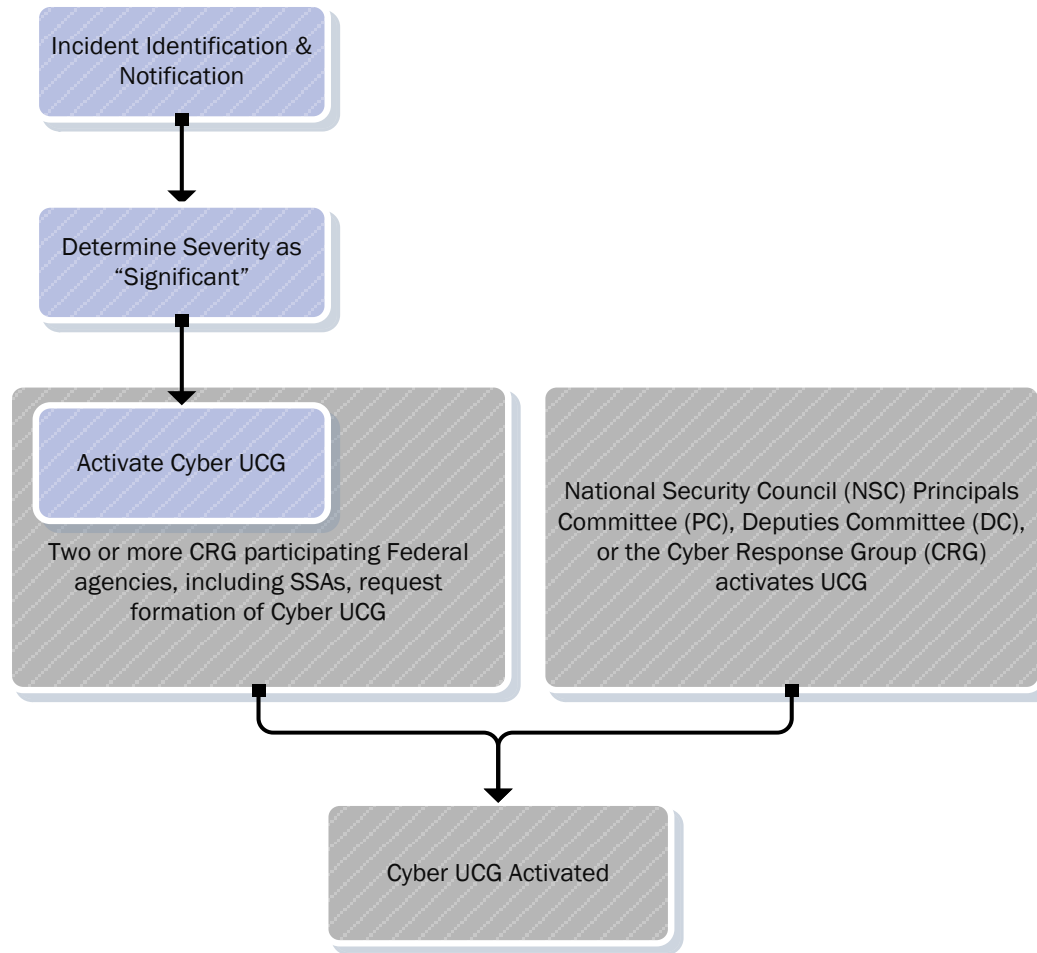 Incident Identification &
Notification
Determine Severity as
“Significant”
Activate Cyber UCG
Two or more CRG participating Federal
agencies, including SSAs, request
formation of Cyber UCG
National Security Council (NSC) Principals
Committee (PC), Deputies Committee (DC),
or the Cyber Response Group (CRG)
activates UCG
Cyber UCG Activated